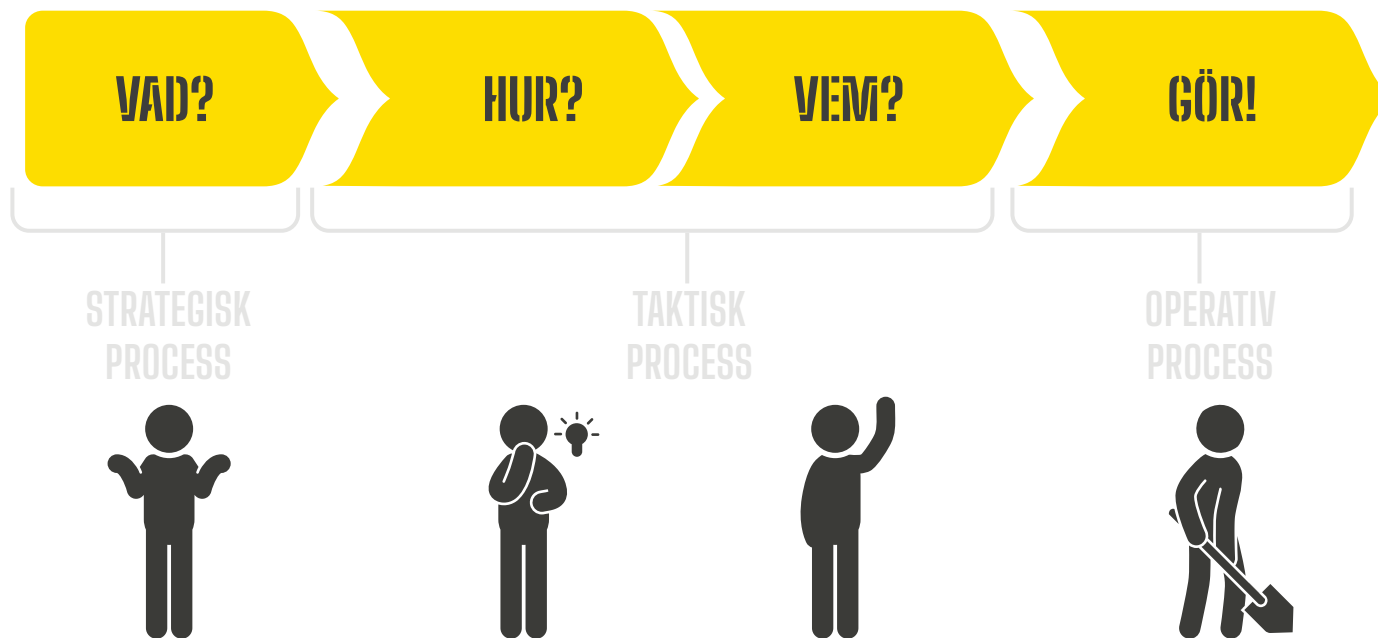 VAD?
HUR?
VEM?
GÖR!
STRATEGISK
PROCESS
TAKTISK
PROCESS
OPERATIV
PROCESS